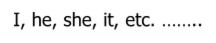 I, he, she, it, etc. ........